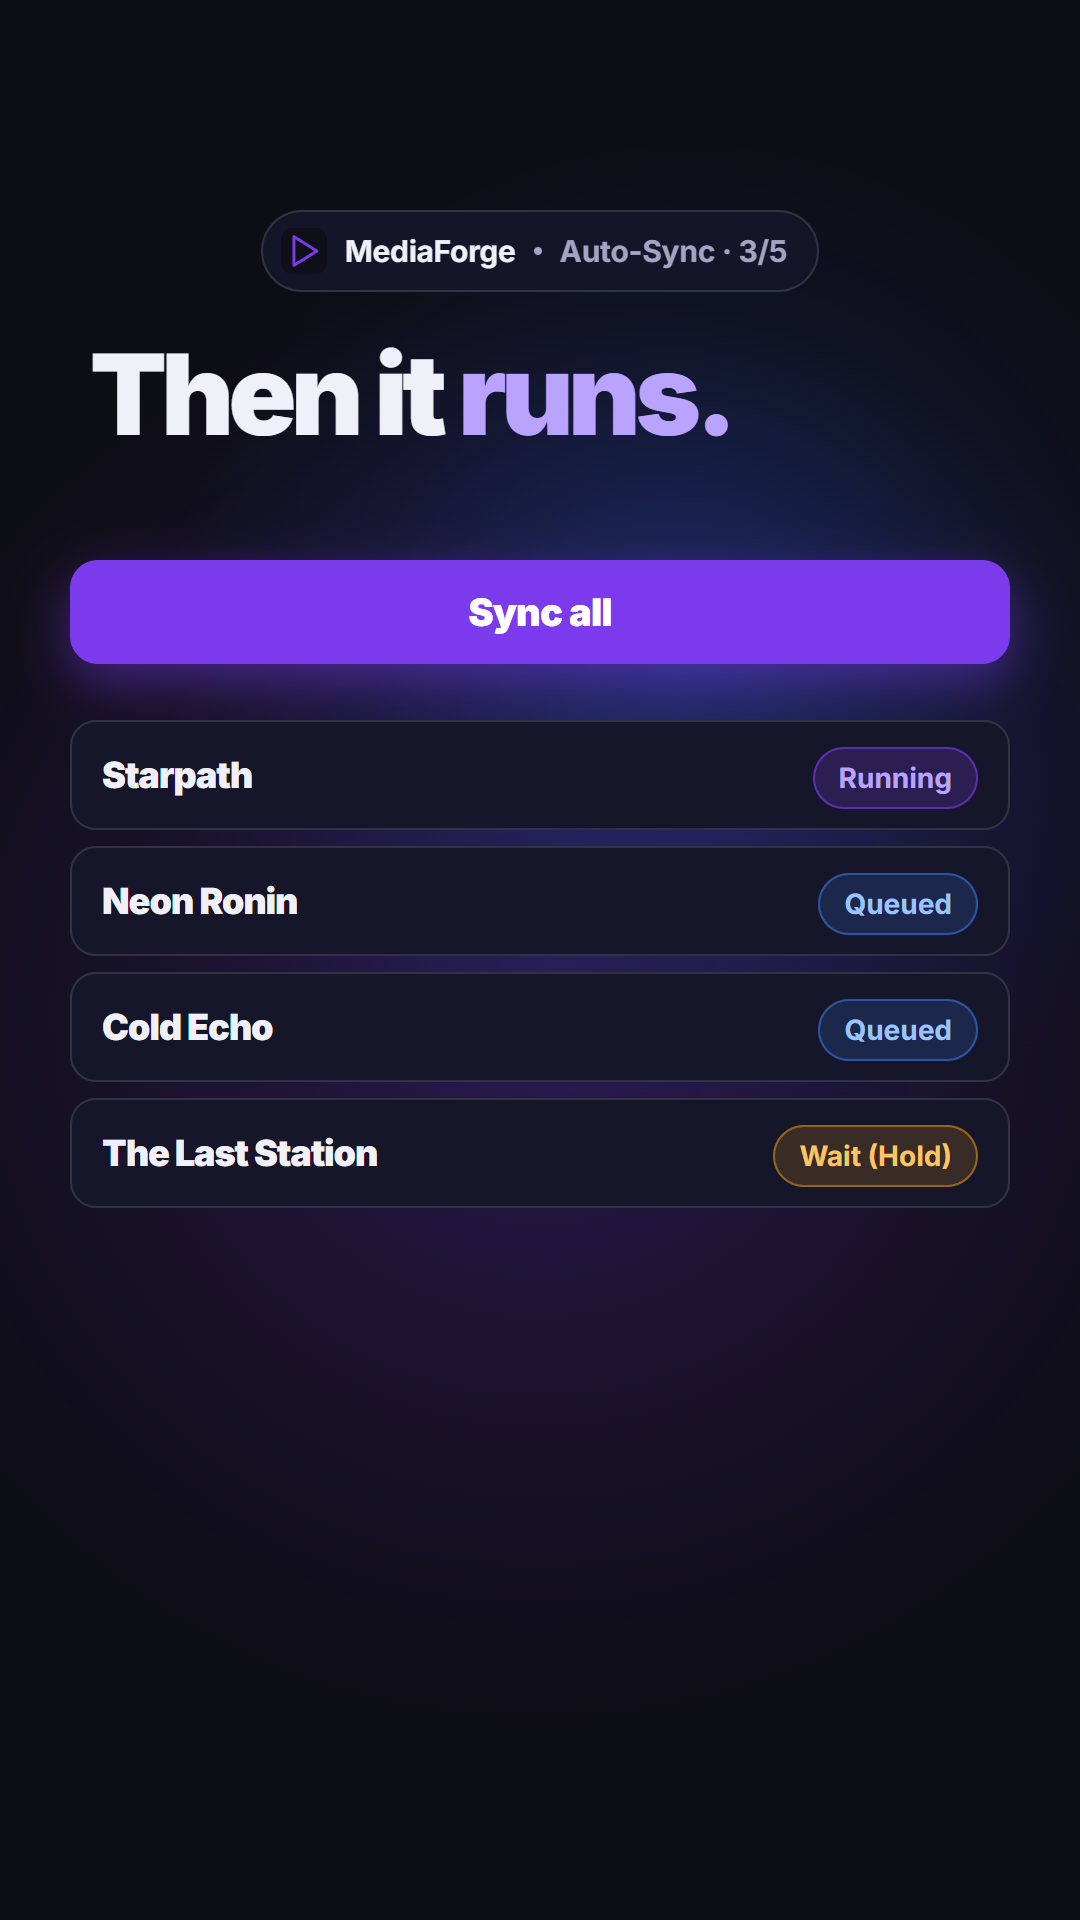 MediaForge • Auto-Sync · 3/5
Then it runs.
Sync all
Starpath Running
Neon Ronin Queued
Cold Echo Queued
The Last Station Wait (Hold)